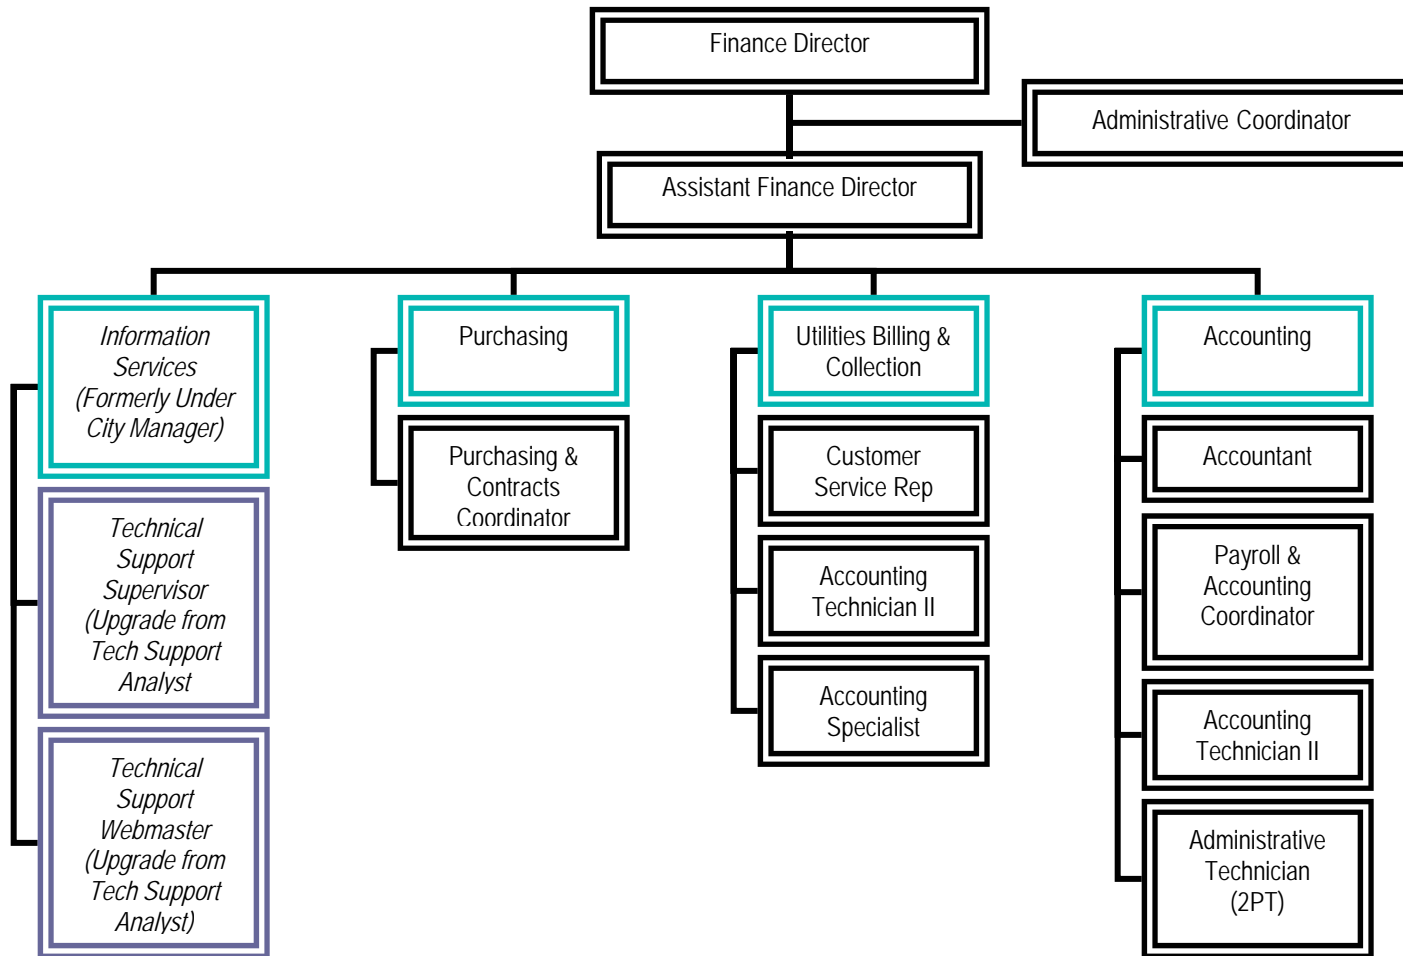 Finance Director
Administrative Coordinator
Assistant Finance Director
Information
Services
(Formerly Under
City Manager)
Technical
Support
Supervisor
(Upgrade from
Tech Support
Analyst
Technical
Support
Webmaster
(Upgrade from
Tech Support
Analyst)
Purchasing
Purchasing &
Contracts
Coordinator
Utilities Billing &
Collection
Customer
Service Rep
Accounting
Technician II
Accounting
Specialist
Accounting
Accountant
Payroll &
Accounting
Coordinator
Accounting
Technician II
Administrative
Technician
(2PT)